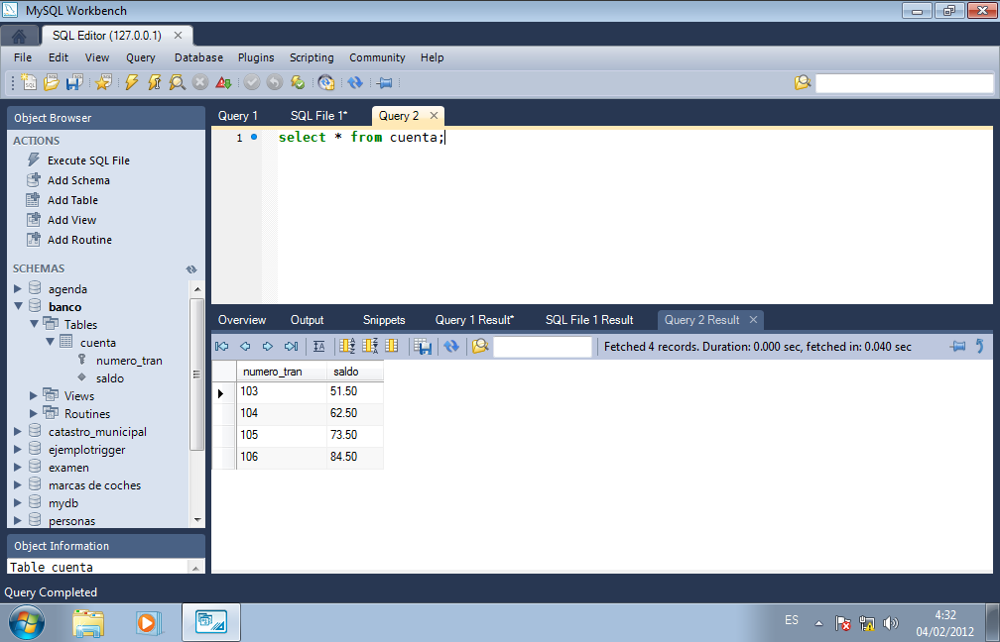 MySQL Workbench
SQL Editor (127.0.0.1)
File Edit View Query Database Plugins Scripting Community Help
Object Browser
ACTIONS
Execute SQL File
Add Schema
Add Table
Add View
Add Routine
SCHEMAS
agenda
banco
Tables
cuenta
numero_tran
saldo
Views
Routines
catastro_municipal
ejemplotrigger
examen
marcas de coches
mydb
personas
Object Information
Table cuenta
Query 1 SQL File 1* Query 2
1 select * from cuenta;
Overview Output Snippets Query 1 Result* SQL File 1 Result Query 2 Result
Fetched 4 records. Duration: 0.000 sec, fetched in: 0.040 sec
numero_tran saldo
103 51.50
104 62.50
105 73.50
106 84.50
Query Completed
ES
4:32
04/02/2012